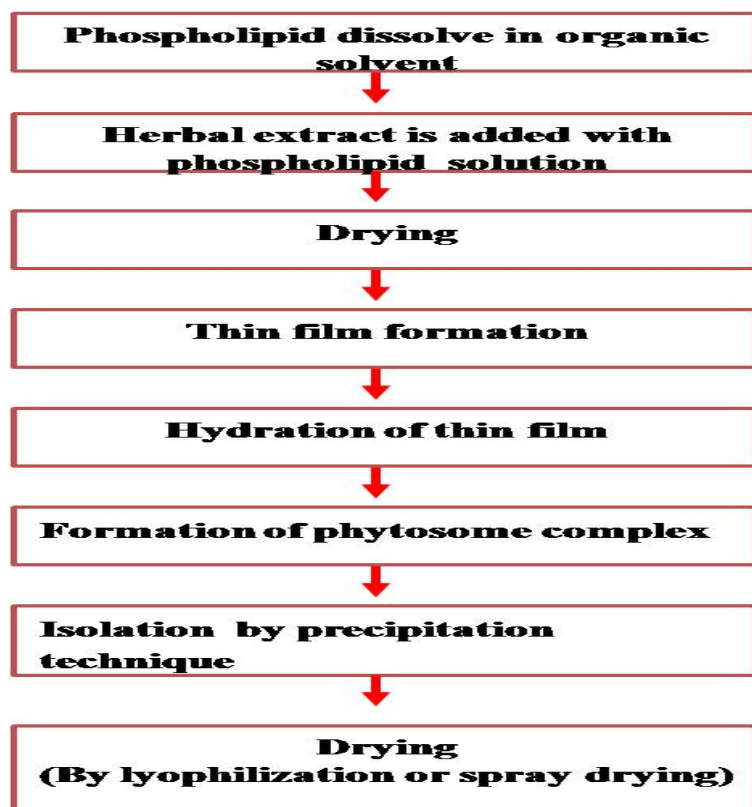 Phospholipid dissolve in organic
solvent
Herbal extract is added with
phospholipid solution
Drying
Thin film formation
Hydration of thin film
Formation of phytosome complex
Isolation by precipitation
technique
Drying
(By lyophilization or spray drying)